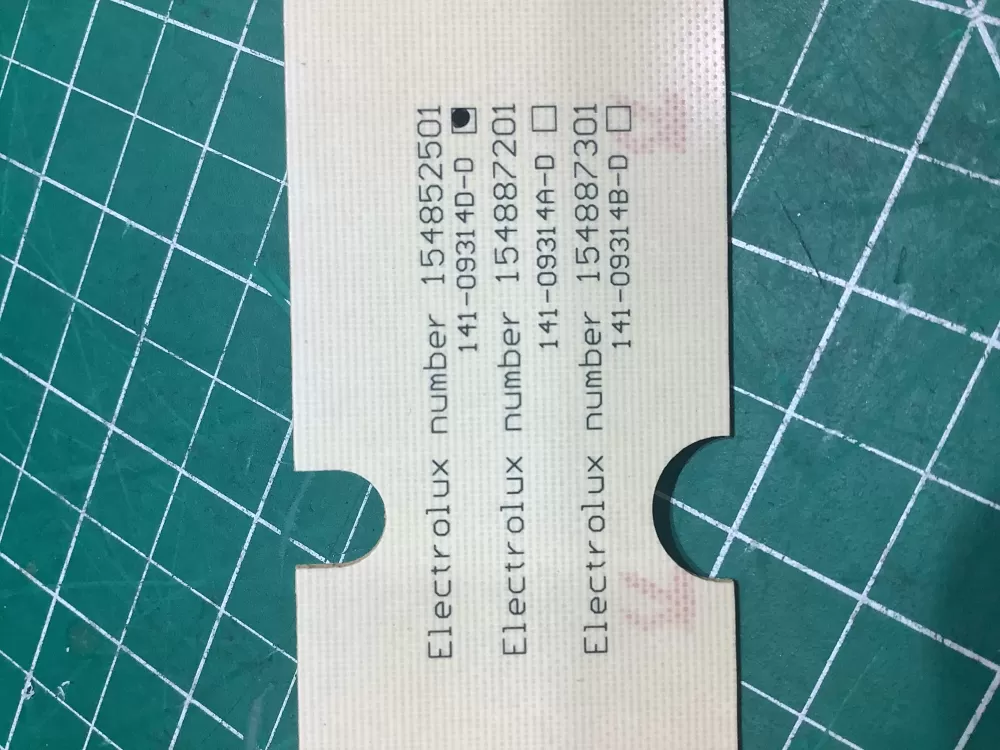 Electrolux number 154852501
141-09314D-D
Electrolux number 154887201
141-09314A-D
Electrolux number 154887301
141-09314B-D